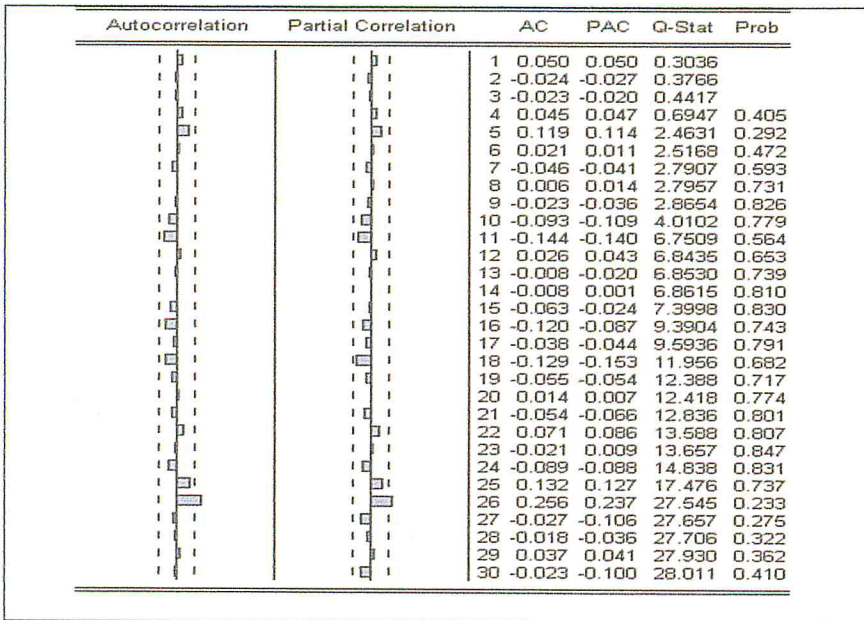 Autocorrelation Partial Correlation AC PAC Q-Stat Prob
1 0.050 0.050 0.3036
2 -0.024 -0.027 0.3766
3 -0.023 -0.020 0.4417
4 0.045 0.047 0.6947 0.405
5 0.119 0.114 2.4631 0.292
6 0.021 0.011 2.5168 0.472
7 -0.046 -0.041 2.7907 0.593
8 0.006 0.014 2.7957 0.731
9 -0.023 -0.036 2.8654 0.826
10 -0.093 -0.109 4.0102 0.779
11 -0.144 -0.140 6.7509 0.564
12 0.026 0.043 6.8435 0.653
13 -0.008 -0.020 6.8530 0.739
14 -0.008 0.001 6.8615 0.810
15 -0.063 -0.024 7.3998 0.830
16 -0.120 -0.087 9.3904 0.743
17 -0.038 -0.044 9.5936 0.791
18 -0.129 -0.153 11.956 0.682
19 -0.055 -0.054 12.388 0.717
20 0.014 0.007 12.418 0.774
21 -0.054 -0.066 12.836 0.801
22 0.071 0.086 13.588 0.807
23 -0.021 0.009 13.657 0.847
24 -0.089 -0.088 14.838 0.831
25 0.132 0.127 17.476 0.737
26 0.256 0.237 27.545 0.233
27 -0.027 -0.106 27.657 0.275
28 -0.018 -0.036 27.706 0.322
29 0.037 0.041 27.930 0.362
30 -0.023 -0.100 28.011 0.410